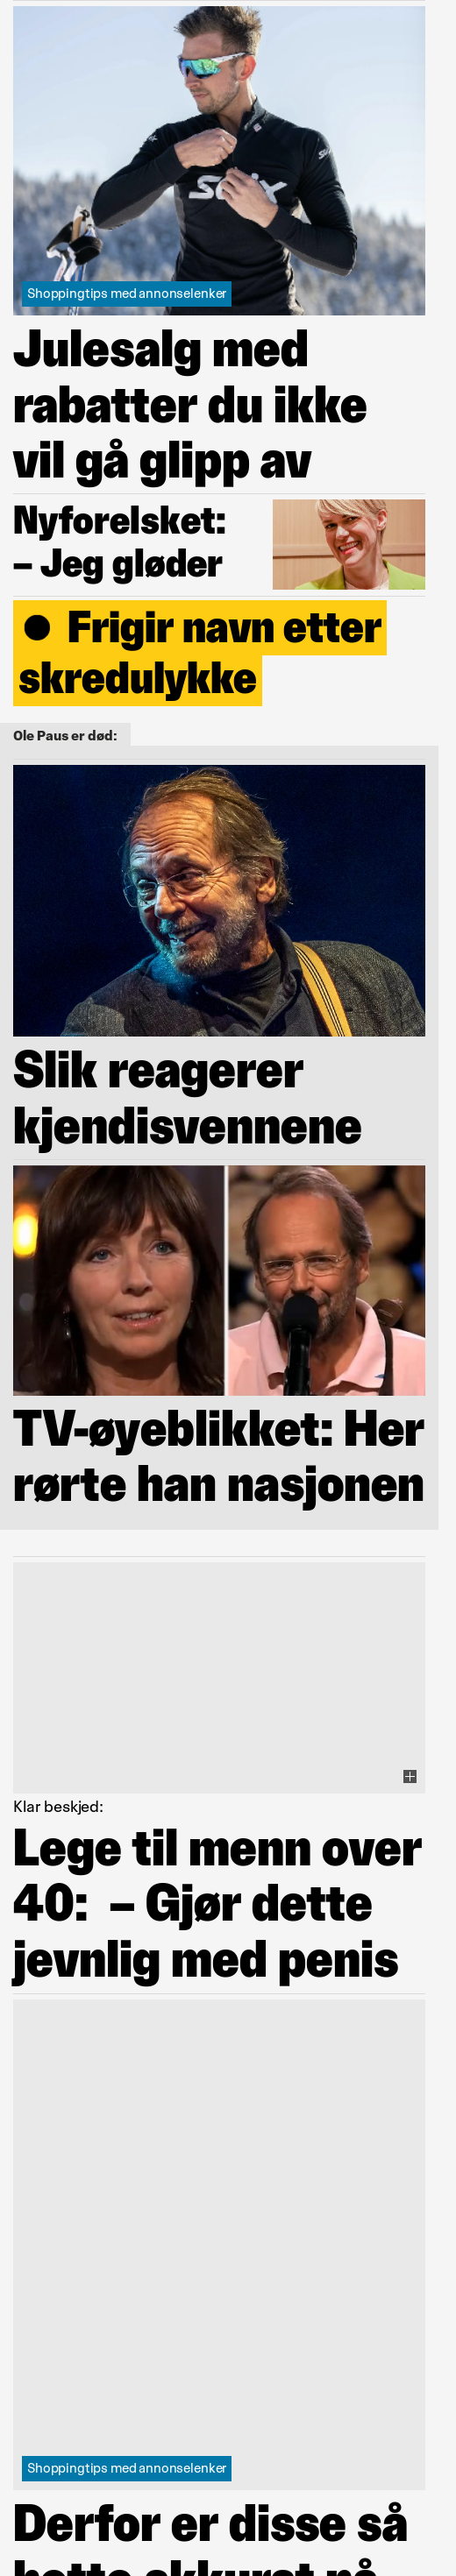 SWIX
Shoppingtips med annonselenker
Julesalg med
rabatter du ikke
vil gå glipp av
Nyforelsket:
– Jeg gløder
● Frigir navn etter
skredulykke
Ole Paus er død:
Slik reagerer
kjendisvennene
TV-øyeblikket: Her
rørte han nasjonen
Klar beskjed:
Lege til menn over
40: – Gjør dette
jevnlig med penis
Shoppingtips med annonselenker
Derfor er disse så